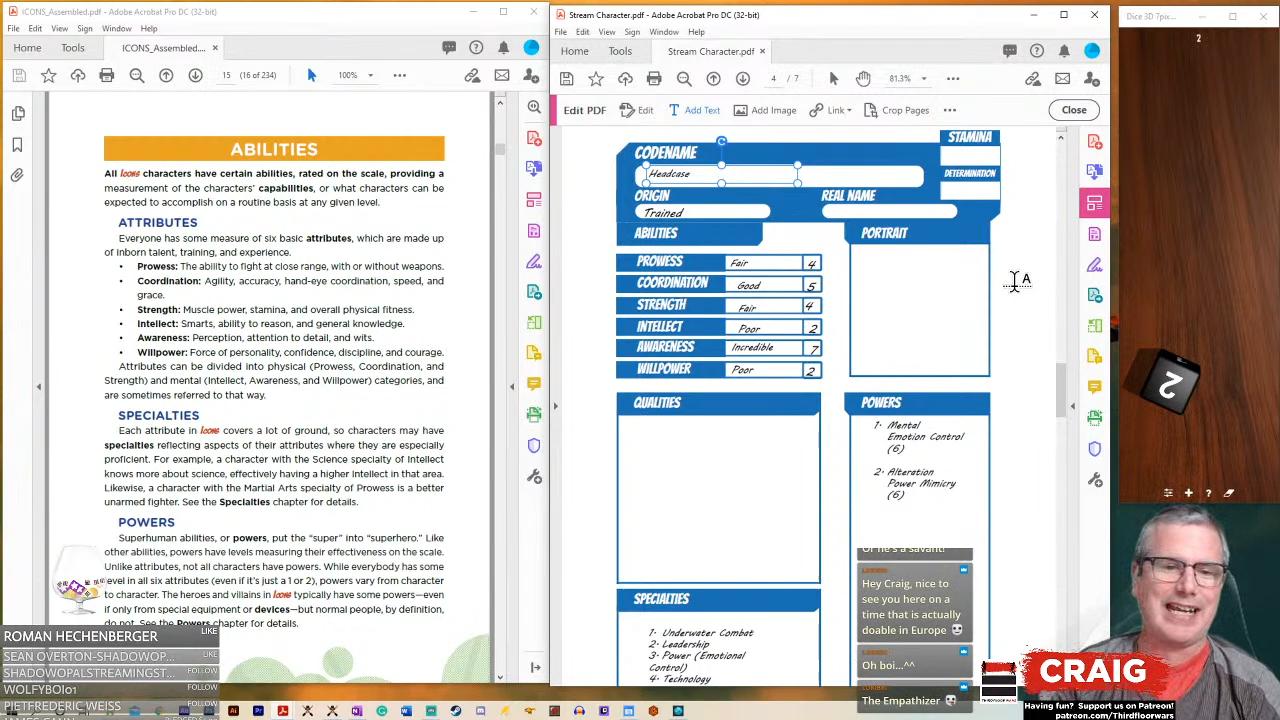 iCONS_Assembled.pdf - Adobe Acrobat Pro DC (32-bit)
File Edit View Sign Window Help
Home Tools ICONS_Assembled....
15 (16 of 234) 100%
ABILITIES
All Icons characters have certain abilities, rated on the scale, providing a
measurement of the characters' capabilities, or what characters can be
expected to accomplish on a routine basis at any given level.
ATTRIBUTES
Everyone has some measure of six basic attributes, which are made up
of inborn talent, training, and experience.
• Prowess: The ability to fight at close range, with or without weapons.
• Coordination: Agility, accuracy, hand-eye coordination, speed, and
grace.
• Strength: Muscle power, stamina, and overall physical fitness.
• Intellect: Smarts, ability to reason, and general knowledge.
• Awareness: Perception, attention to detail, and wits.
• Willpower: Force of personality, confidence, discipline, and courage.
Attributes can be divided into physical (Prowess, Coordination, and
Strength) and mental (Intellect, Awareness, and Willpower) categories, and
are sometimes referred to that way.
SPECIALTIES
Each attribute in Icons covers a lot of ground, so characters may have
specialties reflecting aspects of their attributes where they are especially
proficient. For example, a character with the Science specialty of Intellect
knows more about science, effectively having a higher Intellect in that area.
Likewise, a character with the Martial Arts specialty of Prowess is a better
unarmed fighter. See the Specialties chapter for details.
POWERS
Superhuman abilities, or powers, put the "super" into "superhero." Like
other abilities, powers have levels measuring their effectiveness on the scale.
Unlike attributes, not all characters have powers. While everybody has some
level in all six attributes (even if it's just a 1 or 2), powers vary from character
to character. The heroes and villains in Icons typically have some powers—even
if only from special equipment or devices—but normal people, by definition,
do not. See the Powers chapter for details.
ROMAN HECHENBERGER LIKE
SEAN OVERTON-SHADOWOP... LIKE
SHADOWOPALSTREAMINGST... FOLLOW
WOLFYBOI01 FOLLOW
PIETFREDERIC WEISS FOLLOW
Stream Character.pdf - Adobe Acrobat Pro DC (32-bit)
File Edit View Sign Window Help
Home Tools Stream Character.pdf
4 / 7 81.3%
Edit PDF Edit Add Text Add Image Link Crop Pages Close
STAMINA
CODENAME
Headcase
DETERMINATION
ORIGIN REAL NAME
Trained
ABILITIES PORTRAIT
PROWESS Fair 4
COORDINATION Good 5
STRENGTH Fair 4
INTELLECT Poor 2
AWARENESS Incredible 7
WILLPOWER Poor 2
QUALITIES POWERS
1. Mental
Emotion Control
(6)
2. Alteration
Power Mimicry
(6)
SPECIALTIES
1. Underwater Combat
2. Leadership
3. Power (Emotional
Control)
4. Technology
Or he's a savant!
Hey Craig, nice to
see you here on a
time that is actually
doable in Europe
Oh boi...^^
The Empathizer
Dice 3D 7pix...
2
2
CRAIG
THIRDFLOORWARS
Having fun? Support us on Patreon!
patreon.com/Thirdfloorwars